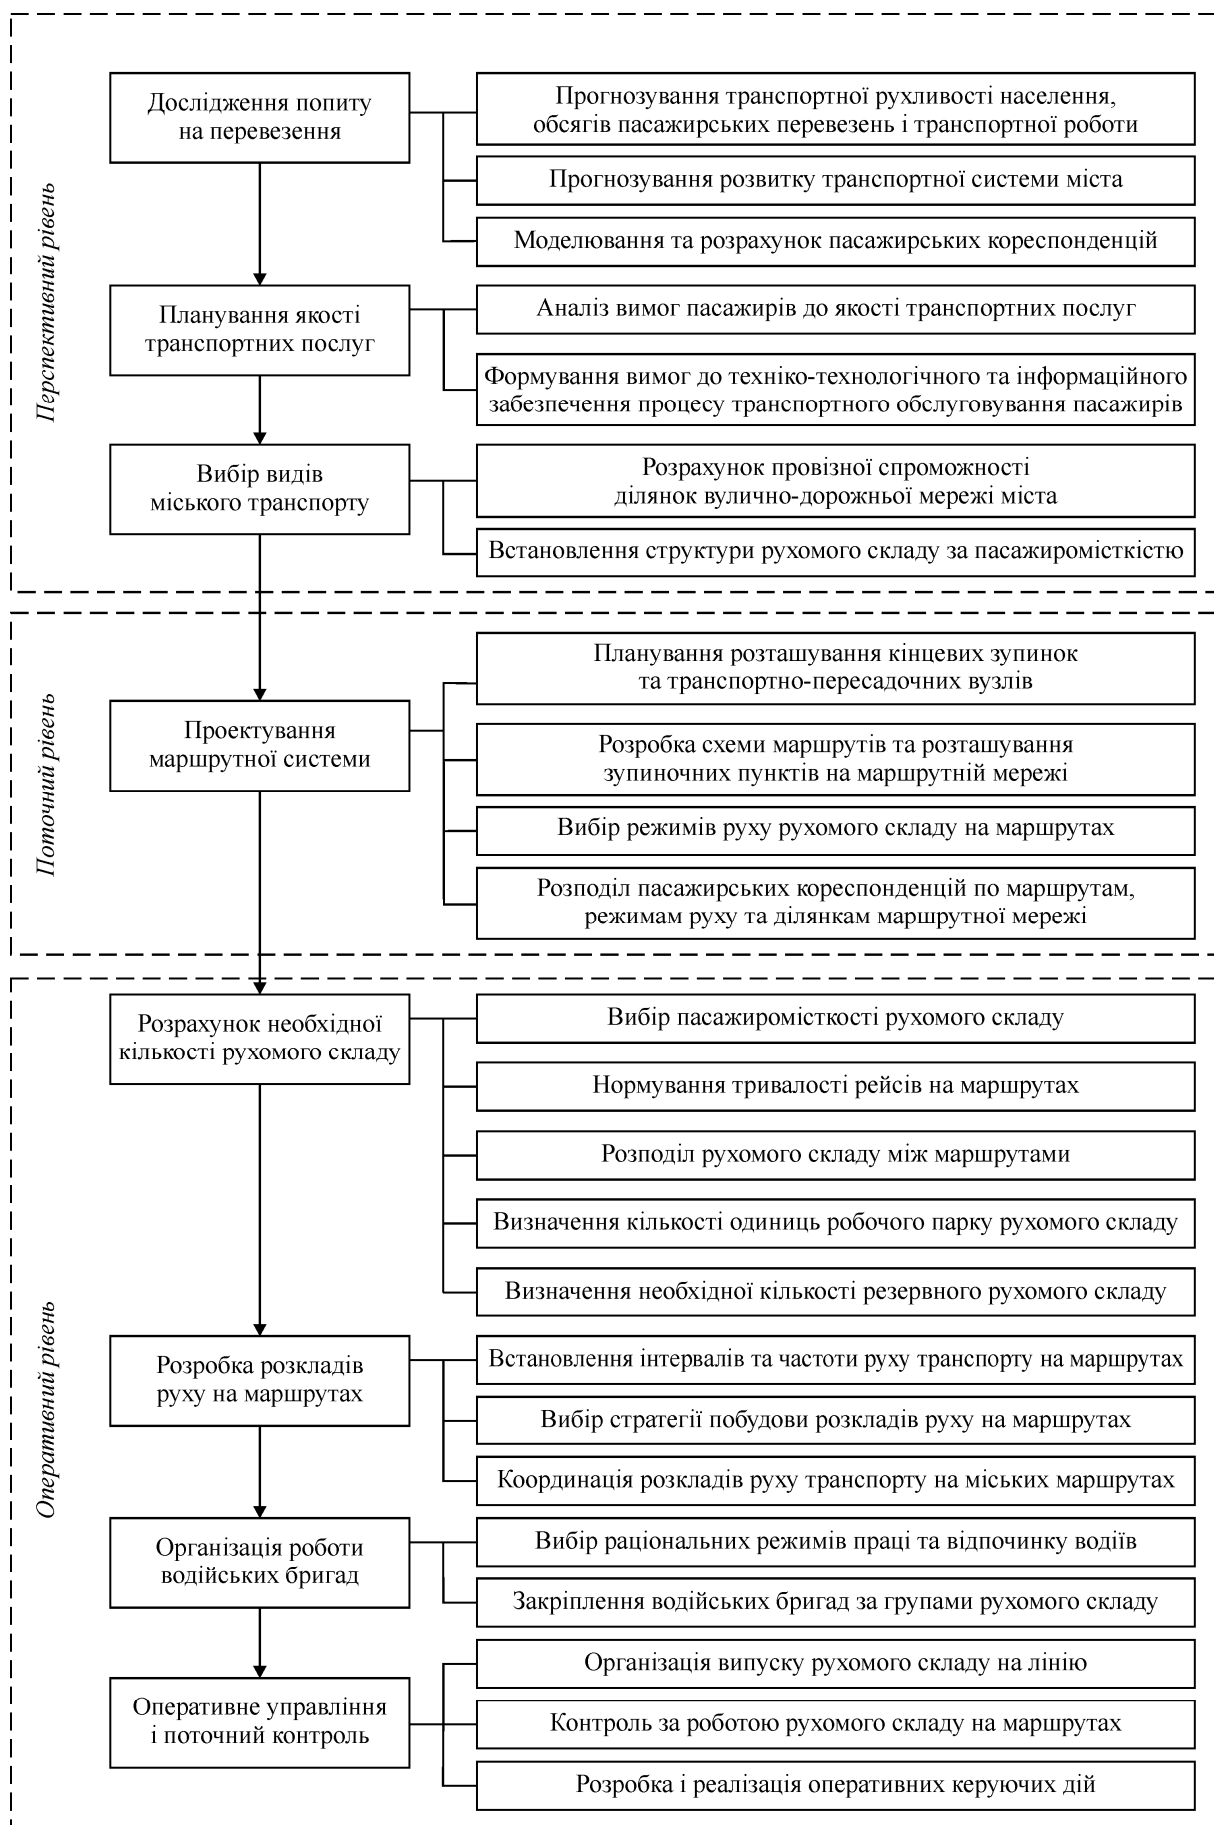 Перспективний рівень
Дослідження попиту
на перевезення
Прогнозування транспортної рухливості населення,
обсягів пасажирських перевезень і транспортної роботи
Прогнозування розвитку транспортної системи міста
Моделювання та розрахунок пасажирських кореспонденцій
Планування якості
транспортних послуг
Аналіз вимог пасажирів до якості транспортних послуг
Формування вимог до техніко-технологічного та інформаційного
забезпечення процесу транспортного обслуговування пасажирів
Вибір видів
міського транспорту
Розрахунок провізної спроможності
ділянок вулично-дорожньої мережі міста
Встановлення структури рухомого складу за пасажиромісткістю
Поточний рівень
Проектування
маршрутної системи
Планування розташування кінцевих зупинок
та транспортно-пересадочних вузлів
Розробка схеми маршрутів та розташування
зупиночних пунктів на маршрутній мережі
Вибір режимів руху рухомого складу на маршрутах
Розподіл пасажирських кореспонденцій по маршрутам,
режимам руху та ділянкам маршрутної мережі
Оперативний рівень
Розрахунок необхідної
кількості рухомого складу
Вибір пасажиромісткості рухомого складу
Нормування тривалості рейсів на маршрутах
Розподіл рухомого складу між маршрутами
Визначення кількості одиниць робочого парку рухомого складу
Визначення необхідної кількості резервного рухомого складу
Розробка розкладів
руху на маршрутах
Встановлення інтервалів та частоти руху транспорту на маршрутах
Вибір стратегії побудови розкладів руху на маршрутах
Координація розкладів руху транспорту на міських маршрутах
Організація роботи
водійських бригад
Вибір раціональних режимів праці та відпочинку водіїв
Закріплення водійських бригад за групами рухомого складу
Оперативне управління
і поточний контроль
Організація випуску рухомого складу на лінію
Контроль за роботою рухомого складу на маршрутах
Розробка і реалізація оперативних керуючих дій